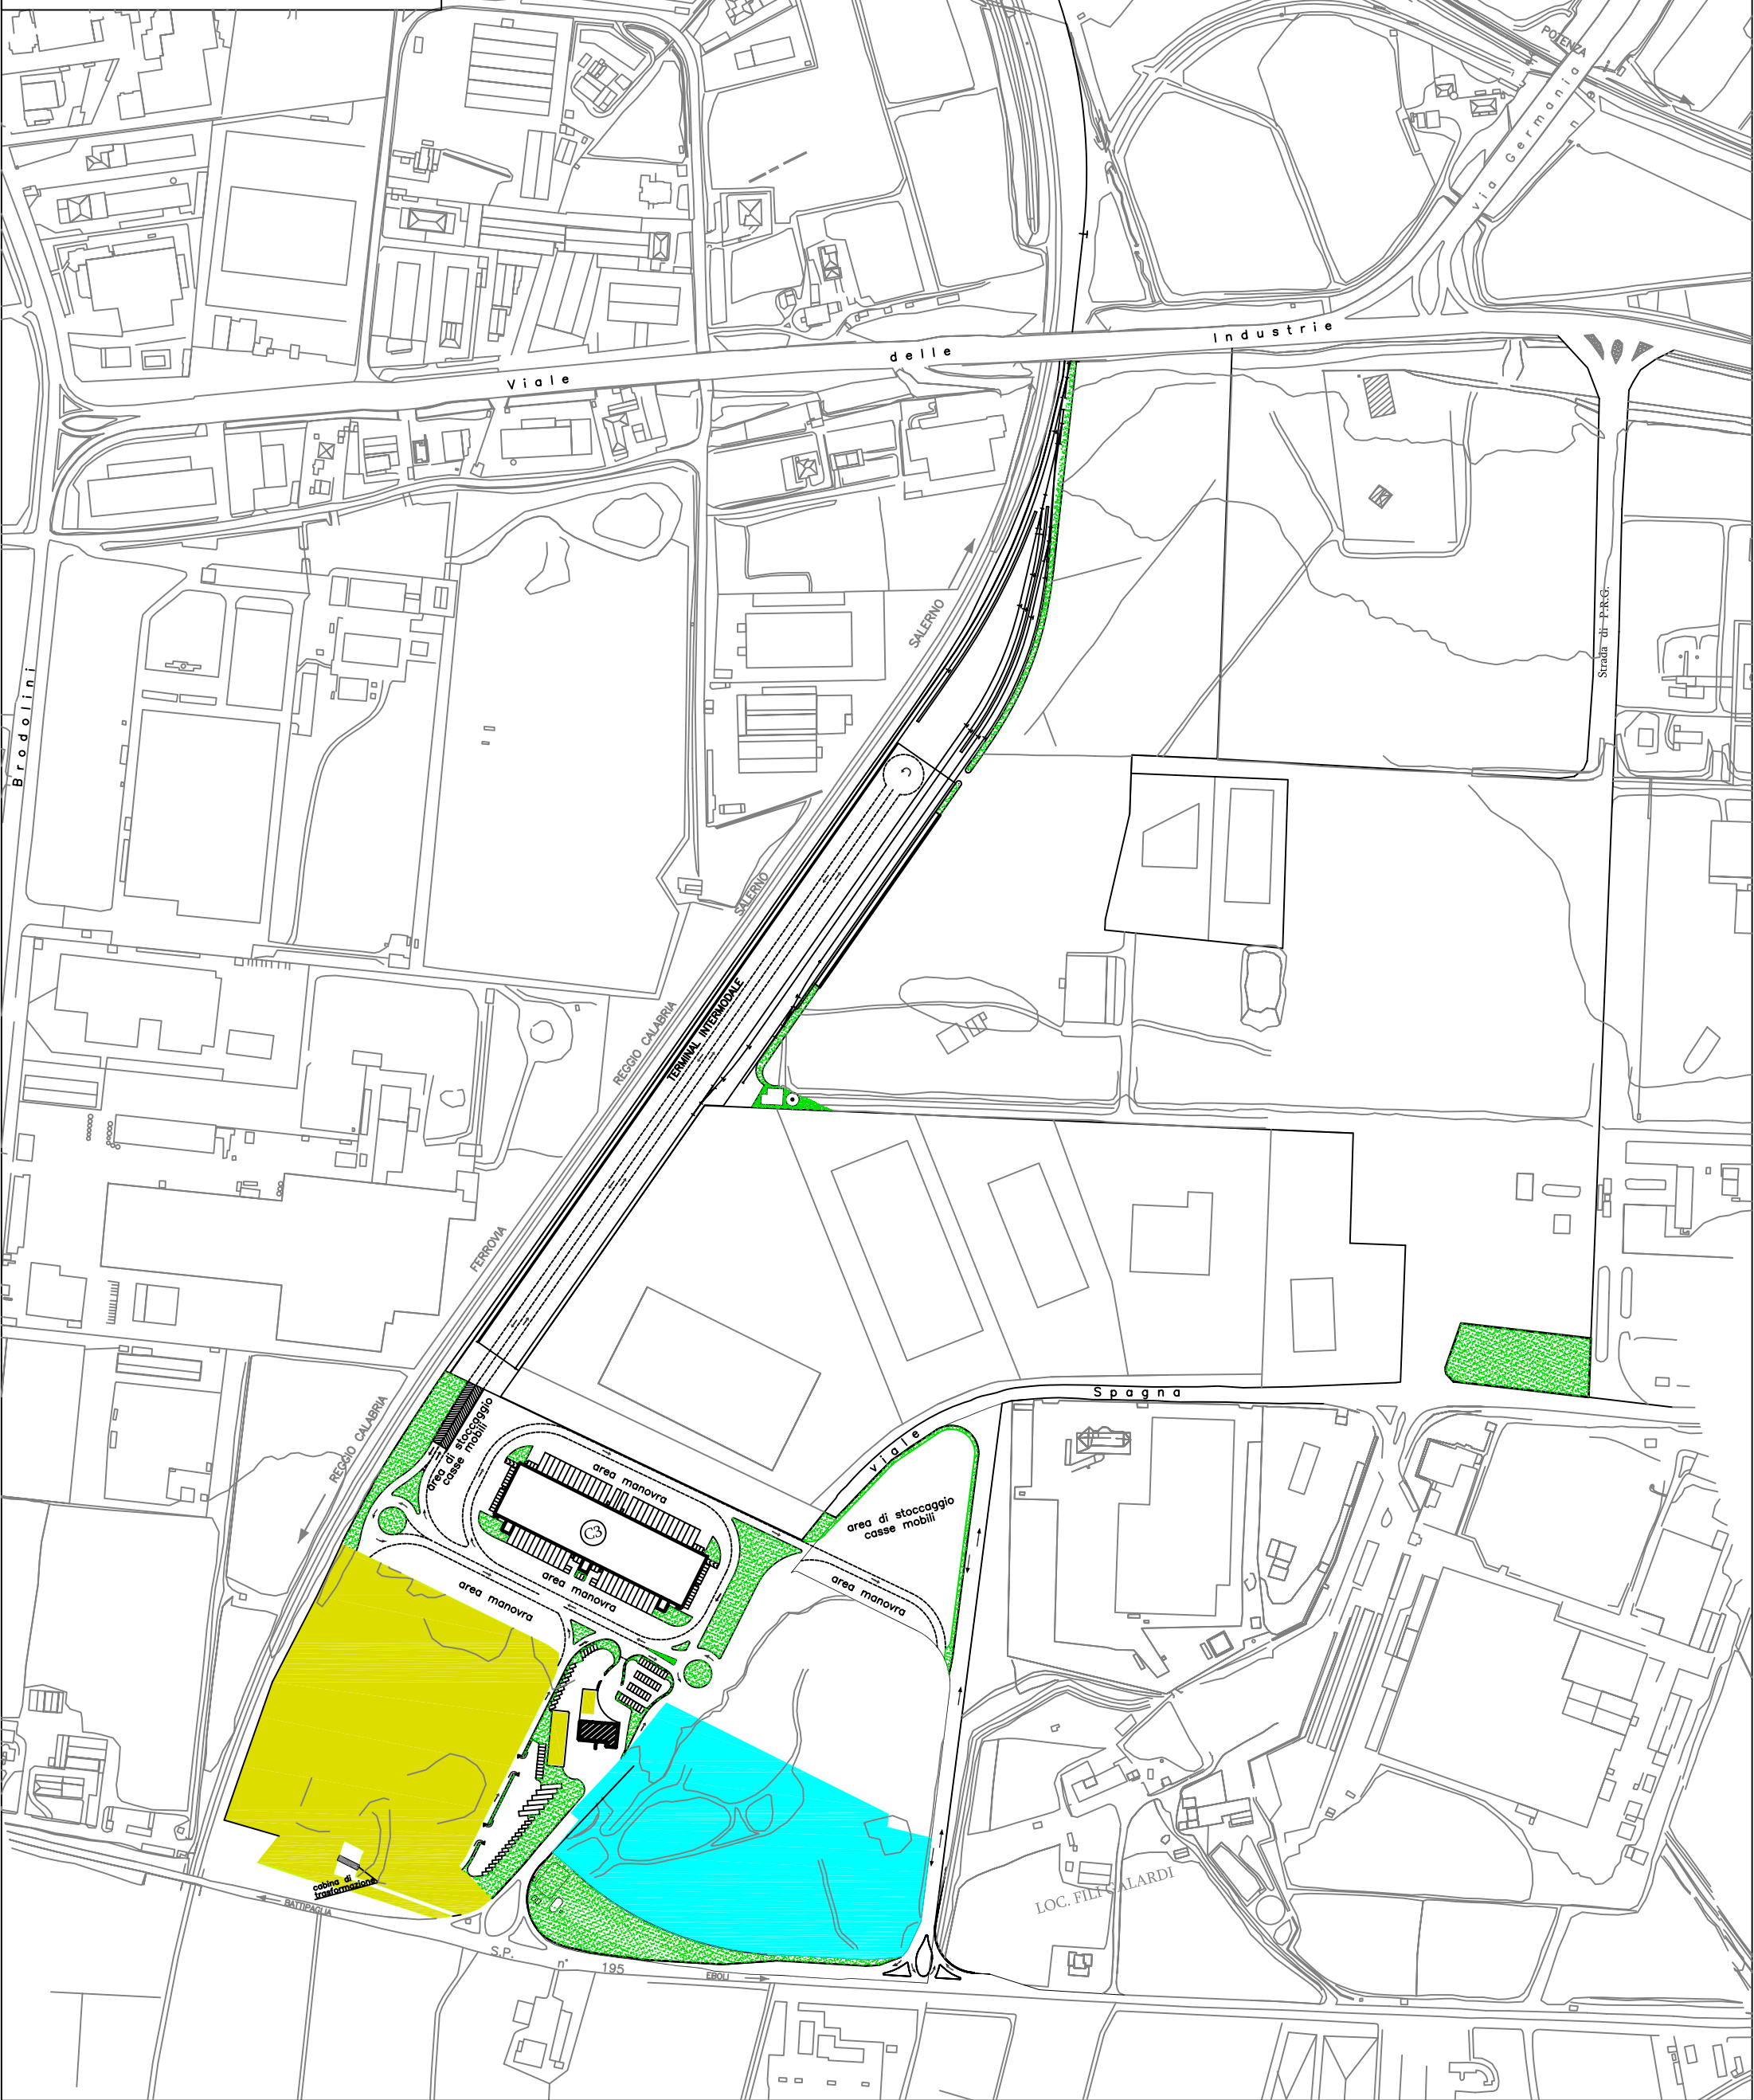 POTENZA
via Germania
Viale delle Industrie
SALERNO
Strada di P.R.G.
Brodolini
SALERNO
REGGIO CALABRIA
TERMINAL INTERMODALE
FERROVIA
viale Spagna
REGGIO CALABRIA
area di stoccaggio
casse mobili
area manovra
area di stoccaggio
casse mobili
C3
area manovra
area manovra
area manovra
cabina di
trasformazione
BATTIPAGLIA
S.P. n° 195
EBOLI